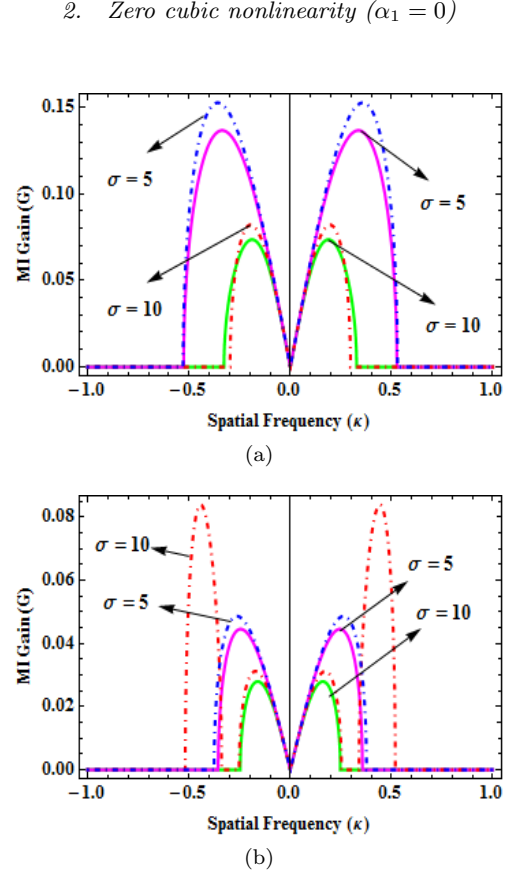 2. Zero cubic nonlinearity (α₁ = 0)
0.15
0.10
0.05
0.00
MI Gain (G)
σ = 5
σ = 5
σ = 10
σ = 10
−1.0 −0.5 0.0 0.5 1.0
Spatial Frequency (κ)
(a)
0.08
0.06
0.04
0.02
0.00
MI Gain (G)
σ = 10
σ = 5
σ = 5
σ = 10
−1.0 −0.5 0.0 0.5 1.0
Spatial Frequency (κ)
(b)